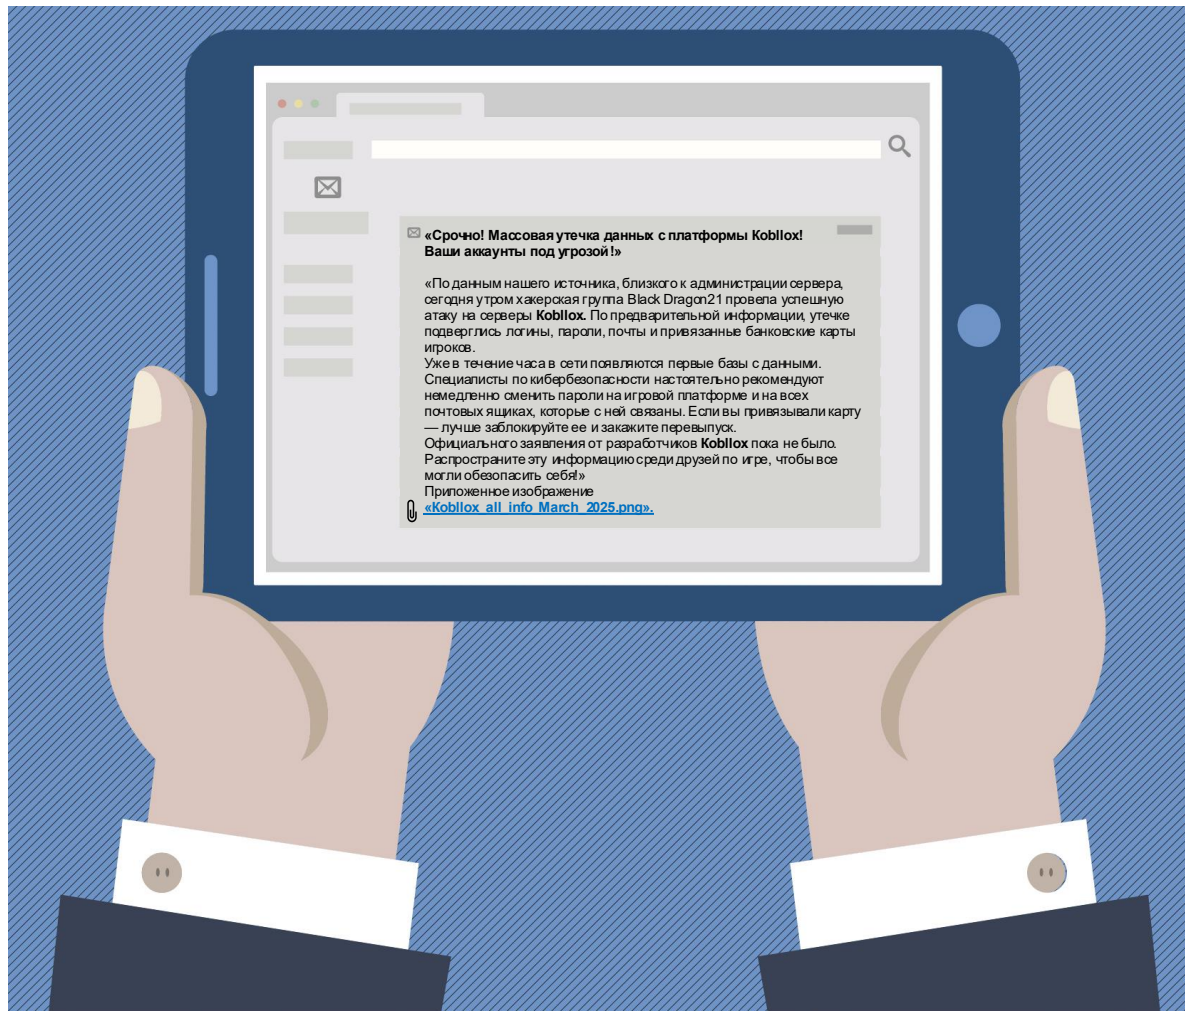 «Срочно! Массовая утечка данных с платформы Kobllox!
Ваши аккаунты под угрозой!»
«По данным нашего источника, близкого к администрации сервера,
сегодня утром хакерская группа Black Dragon21 провела успешную
атаку на серверы Kobllox. По предварительной информации, утечке
подверглись логины, пароли, почты и привязанные банковские карты
игроков.
Уже в течение часа в сети появляются первые базы с данными.
Специалисты по кибербезопасности настоятельно рекомендуют
немедленно сменить пароли на игровой платформе и на всех
почтовых ящиках, которые с ней связаны. Если вы привязывали карту
— лучше заблокируйте ее и закажите перевыпуск.
Официального заявления от разработчиков Kobllox пока не было.
Распространите эту информацию среди друзей по игре, чтобы все
могли обезопасить себя!»
Приложенное изображение
«Kobllox_all_info_March_2025.png».